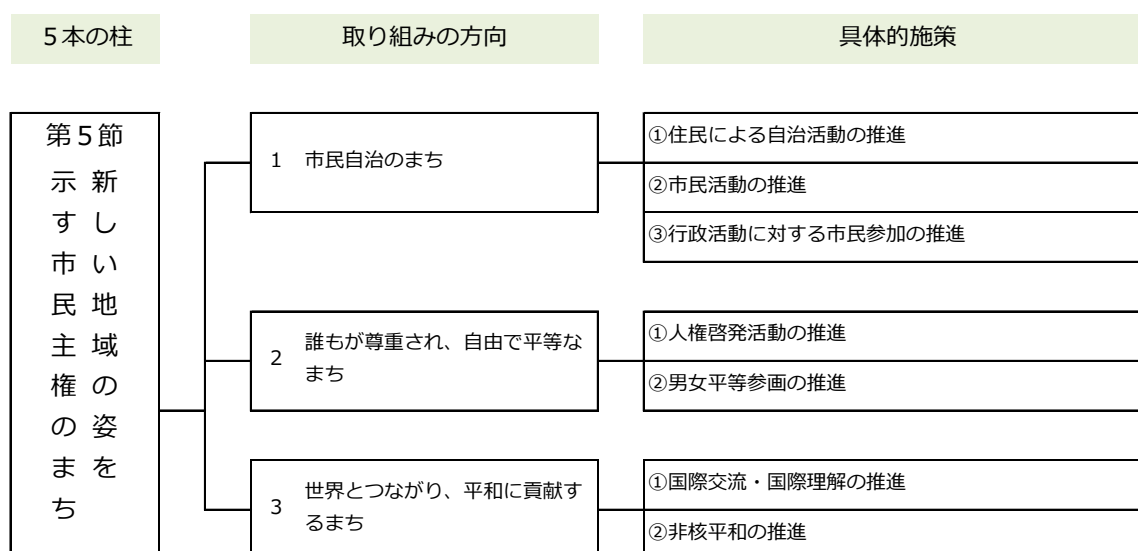 5本の柱
取り組みの方向
具体的施策
第5節
新しい地域の姿を
示す市民主権のまち
1 市民自治のまち
①住民による自治活動の推進
②市民活動の推進
③行政活動に対する市民参加の推進
2 誰もが尊重され、自由で平等な
まち
①人権啓発活動の推進
②男女平等参画の推進
3 世界とつながり、平和に貢献す
るまち
①国際交流・国際理解の推進
②非核平和の推進